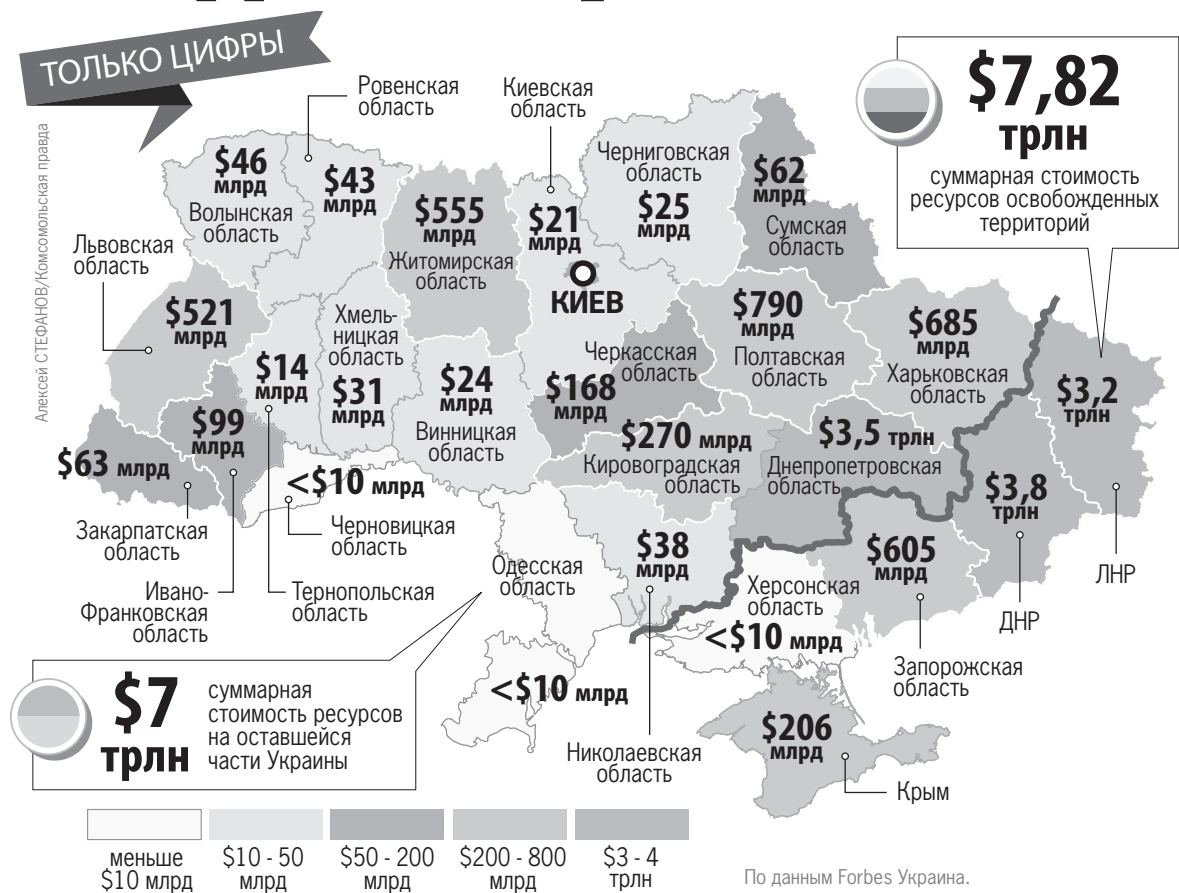 ТОЛЬКО ЦИФРЫ
Алексей СТЕФАНОВ/Комсомольская правда
$7,82
трлн
суммарная стоимость
ресурсов освобожденных
территорий
Ровенская
область
Киевская
область
$46
млрд
Волынская
область
$43
млрд
$555
млрд
Житомирская
область
$21
млрд
КИЕВ
Черниговская
область
$25
млрд
$62
млрд
Сумская
область
Львовская
область
$521
млрд
$14
млрд
Хмель-
ницкая
область
$31
млрд
$24
млрд
Винницкая
область
Черкасская
область
$168
млрд
$790
млрд
Полтавская
область
$685
млрд
Харьковская
область
$3,2
трлн
$99
млрд
$63 млрд
<$10 млрд
$270 млрд
Кировоградская
область
$3,5 трлн
Днепропетровская
область
$3,8
трлн
Закарпатская
область
Черновицкая
область
Ивано-
Франковская
область
Тернопольская
область
Одесская
область
$38
млрд
Херсонская
область
<$10 млрд
$605
млрд
ЛНР
ДНР
Запорожская
область
$7
трлн
суммарная
стоимость ресурсов
на оставшейся
части Украины
<$10 млрд
Николаевская
область
$206
млрд
Крым
меньше
$10 млрд
$10 - 50
млрд
$50 - 200
млрд
$200 - 800
млрд
$3 - 4
трлн
По данным Forbes Украина.